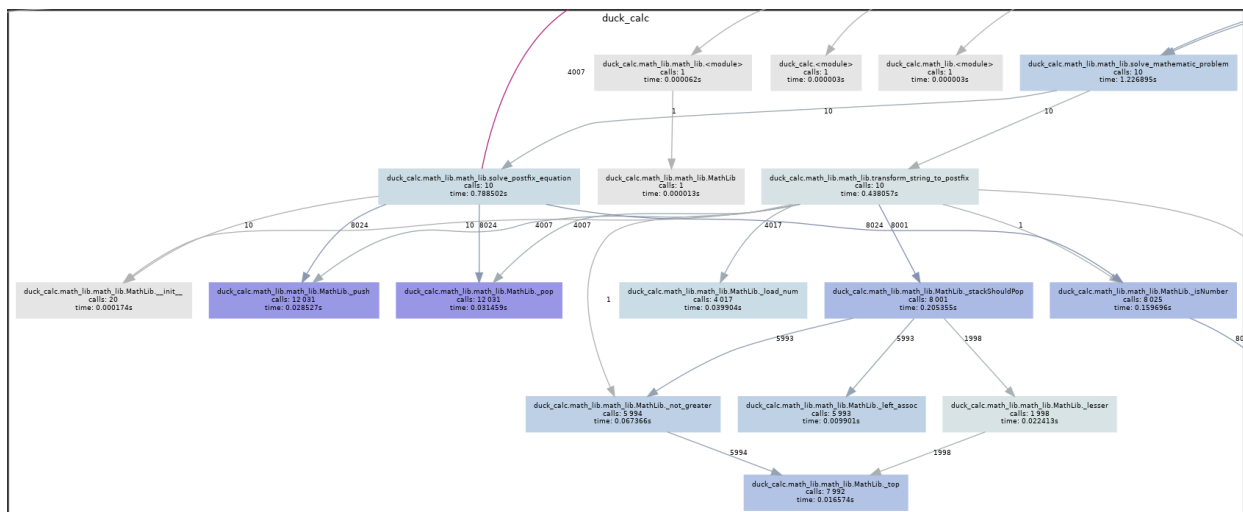 duck_calc
duck_calc.math_lib.math_lib.<module>
calls: 1
time: 0.000062s
duck_calc.<module>
calls: 1
time: 0.000003s
duck_calc.math_lib.<module>
calls: 1
time: 0.000003s
duck_calc.math_lib.math_lib.solve_mathematic_problem
calls: 10
time: 1.226895s
4007
1
10
10
duck_calc.math_lib.math_lib.solve_postfix_equation
calls: 10
time: 0.788502s
duck_calc.math_lib.math_lib.MathLib
calls: 1
time: 0.000013s
duck_calc.math_lib.math_lib.transform_string_to_postfix
calls: 10
time: 0.438057s
10
8024
10
8024
4007
4007
4017
8024
8001
1
duck_calc.math_lib.math_lib.MathLib.__init__
calls: 20
time: 0.000174s
duck_calc.math_lib.math_lib.MathLib._push
calls: 12 031
time: 0.028527s
duck_calc.math_lib.math_lib.MathLib._pop
calls: 12 031
time: 0.031459s
1
duck_calc.math_lib.math_lib.MathLib._load_num
calls: 4 017
time: 0.039904s
duck_calc.math_lib.math_lib.MathLib._stackShouldPop
calls: 8 001
time: 0.205355s
duck_calc.math_lib.math_lib.MathLib._isNumber
calls: 8 025
time: 0.159696s
5993
5993
1998
80
duck_calc.math_lib.math_lib.MathLib._not_greater
calls: 5 994
time: 0.067366s
duck_calc.math_lib.math_lib.MathLib._left_assoc
calls: 5 993
time: 0.009901s
duck_calc.math_lib.math_lib.MathLib._lesser
calls: 1 998
time: 0.022413s
5994
1998
duck_calc.math_lib.math_lib.MathLib._top
calls: 7 992
time: 0.016574s